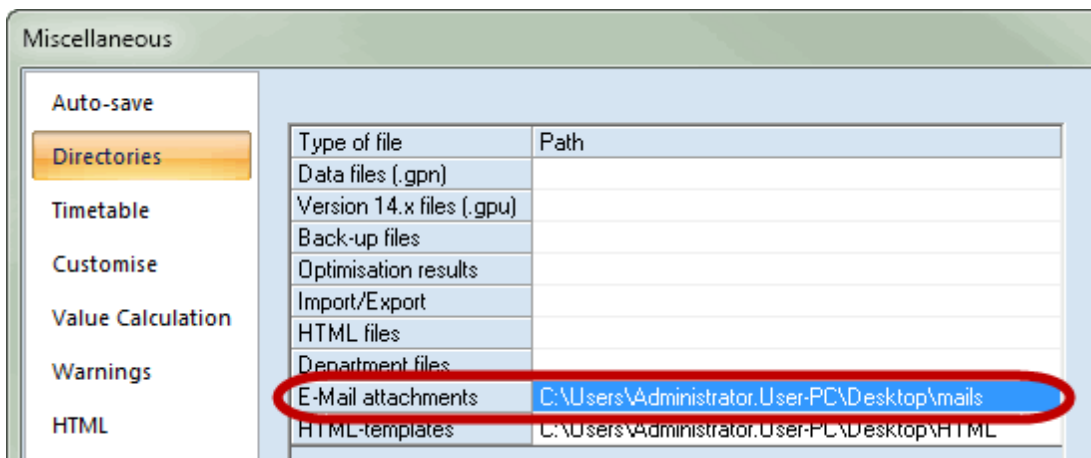 Miscellaneous
Auto-save
Directories
Timetable
Customise
Value Calculation
Warnings
HTML
Type of file Path
Data files (.gpn)
Version 14.x files (.gpu)
Back-up files
Optimisation results
Import/Export
HTML files
Department files
E-Mail attachments C:\Users\Administrator.User-PC\Desktop\mails
HTML-templates C:\Users\Administrator.User-PC\Desktop\HTML